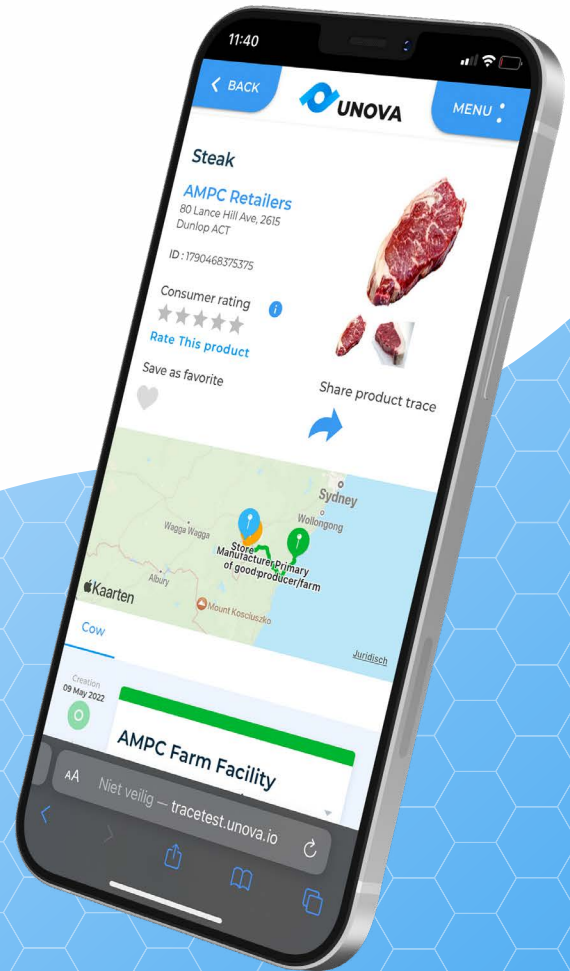 11:40
BACK
UNOVA
MENU
Steak
AMPC Retailers
80 Lance Hill Ave, 2615
Dunlop ACT
ID : 1790468375375
Consumer rating
Rate This product
Save as favorite
Share product trace
Sydney
Wollongong
Wagga Wagga
Store
Manufacturer
of goods
Primary
producer/farm
Albury
Kaarten
Mount Kosciuszko
Juridisch
Cow
Creation
09 May 2022
AMPC Farm Facility
AA
Niet veilig — tracetest.unova.io